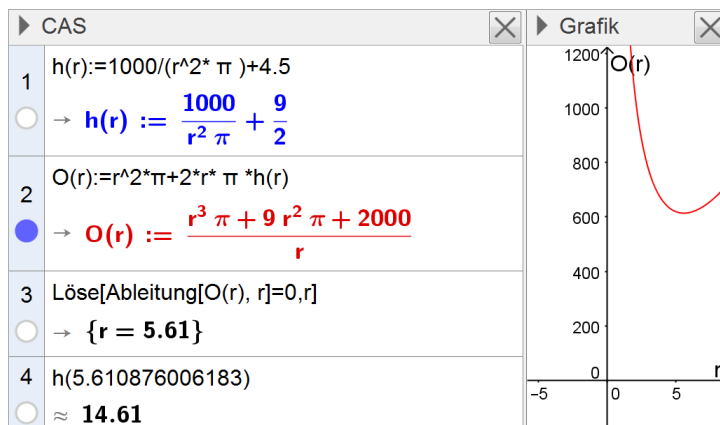 CAS
1
h(r):=1000/(r^2* π )+4.5
→ h(r) := 1000/(r² π) + 9/2
2
O(r):=r^2*π+2*r* π *h(r)
→ O(r) := (r³ π + 9 r² π + 2000)/r
3
Löse[Ableitung[O(r), r]=0,r]
→ {r = 5.61}
4
h(5.610876006183)
≈ 14.61
Grafik
O(r)
1200
1000
800
600
400
200
0
−5 0 5
r